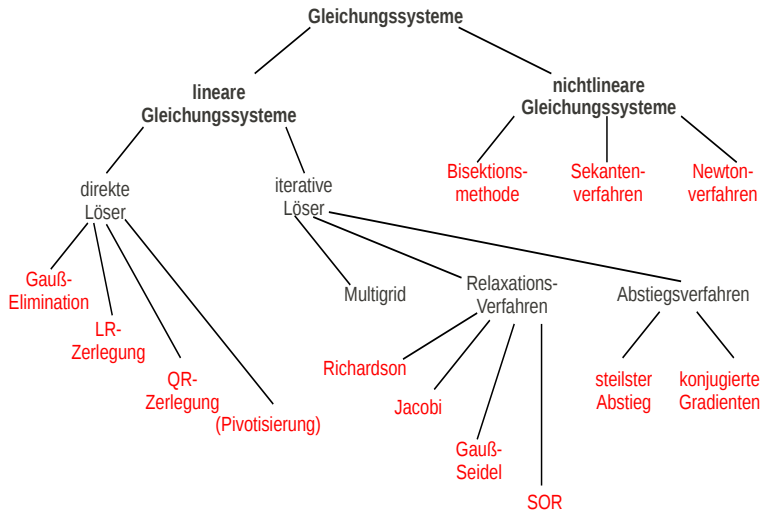 Gleichungssysteme
lineare
Gleichungssysteme
nichtlineare
Gleichungssysteme
direkte
Löser
iterative
Löser
Bisektions-
methode
Sekanten-
verfahren
Newton-
verfahren
Gauß-
Elimination
LR-
Zerlegung
QR-
Zerlegung
(Pivotisierung)
Multigrid
Relaxations-
Verfahren
Abstiegsverfahren
Richardson
Jacobi
Gauß-
Seidel
SOR
steilster
Abstieg
konjugierte
Gradienten